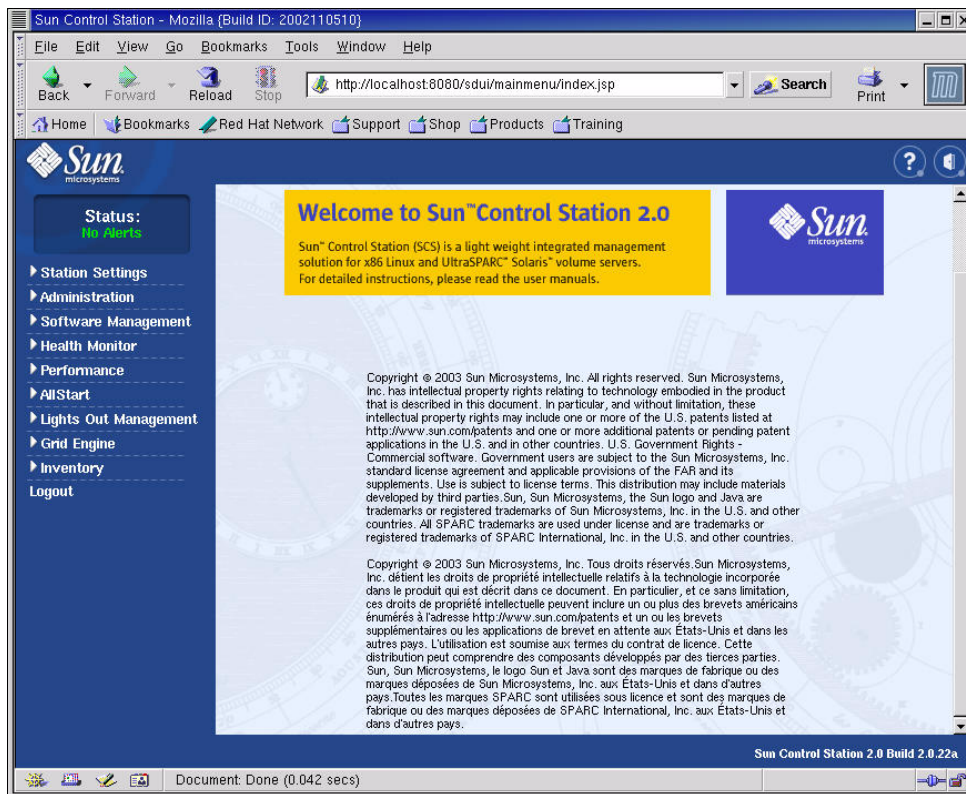 Sun Control Station - Mozilla {Build ID: 2002110510}
File Edit View Go Bookmarks Tools Window Help
Back Forward Reload Stop http://localhost:8080/sdui/mainmenu/index.jsp Search Print
Home Bookmarks Red Hat Network Support Shop Products Training
Sun
microsystems
?
Status:
No Alerts
Station Settings
Administration
Software Management
Health Monitor
Performance
AllStart
Lights Out Management
Grid Engine
Inventory
Logout
Welcome to Sun™ Control Station 2.0
Sun™ Control Station (SCS) is a light weight integrated management
solution for x86 Linux and UltraSPARC™ Solaris™ volume servers.
For detailed instructions, please read the user manuals.
Sun
microsystems
Copyright © 2003 Sun Microsystems, Inc. All rights reserved. Sun Microsystems,
Inc. has intellectual property rights relating to technology embodied in the product
that is described in this document. In particular, and without limitation, these
intellectual property rights may include one or more of the U.S. patents listed at
http://www.sun.com/patents and one or more additional patents or pending patent
applications in the U.S. and in other countries. U.S. Government Rights -
Commercial software. Government users are subject to the Sun Microsystems, Inc.
standard license agreement and applicable provisions of the FAR and its
supplements. Use is subject to license terms. This distribution may include materials
developed by third parties.Sun, Sun Microsystems, the Sun logo and Java are
trademarks or registered trademarks of Sun Microsystems, Inc. in the U.S. and other
countries. All SPARC trademarks are used under license and are trademarks or
registered trademarks of SPARC International, Inc. in the U.S. and other countries.
Copyright © 2003 Sun Microsystems, Inc. Tous droits réservés.Sun Microsystems,
Inc. détient les droits de propriété intellectuelle relatifs à la technologie incorporée
dans le produit qui est décrit dans ce document. En particulier, et ce sans limitation,
ces droits de propriété intellectuelle peuvent inclure un ou plus des brevets américains
énumérés à l'adresse http://www.sun.com/patents et un ou les brevets
supplémentaires ou les applications de brevet en attente aux États-Unis et dans les
autres pays. L'utilisation est soumise aux termes du contrat de licence. Cette
distribution peut comprendre des composants développés par des tierces parties.
Sun, Sun Microsystems, le logo Sun et Java sont des marques de fabrique ou des
marques déposées de Sun Microsystems, Inc. aux États-Unis et dans d'autres
pays.Toutes les marques SPARC sont utilisées sous licence et sont des marques de
fabrique ou des marques déposées de SPARC International, Inc. aux États-Unis et
dans d'autres pays.
Sun Control Station 2.0 Build 2.0.22a
Document: Done (0.042 secs)